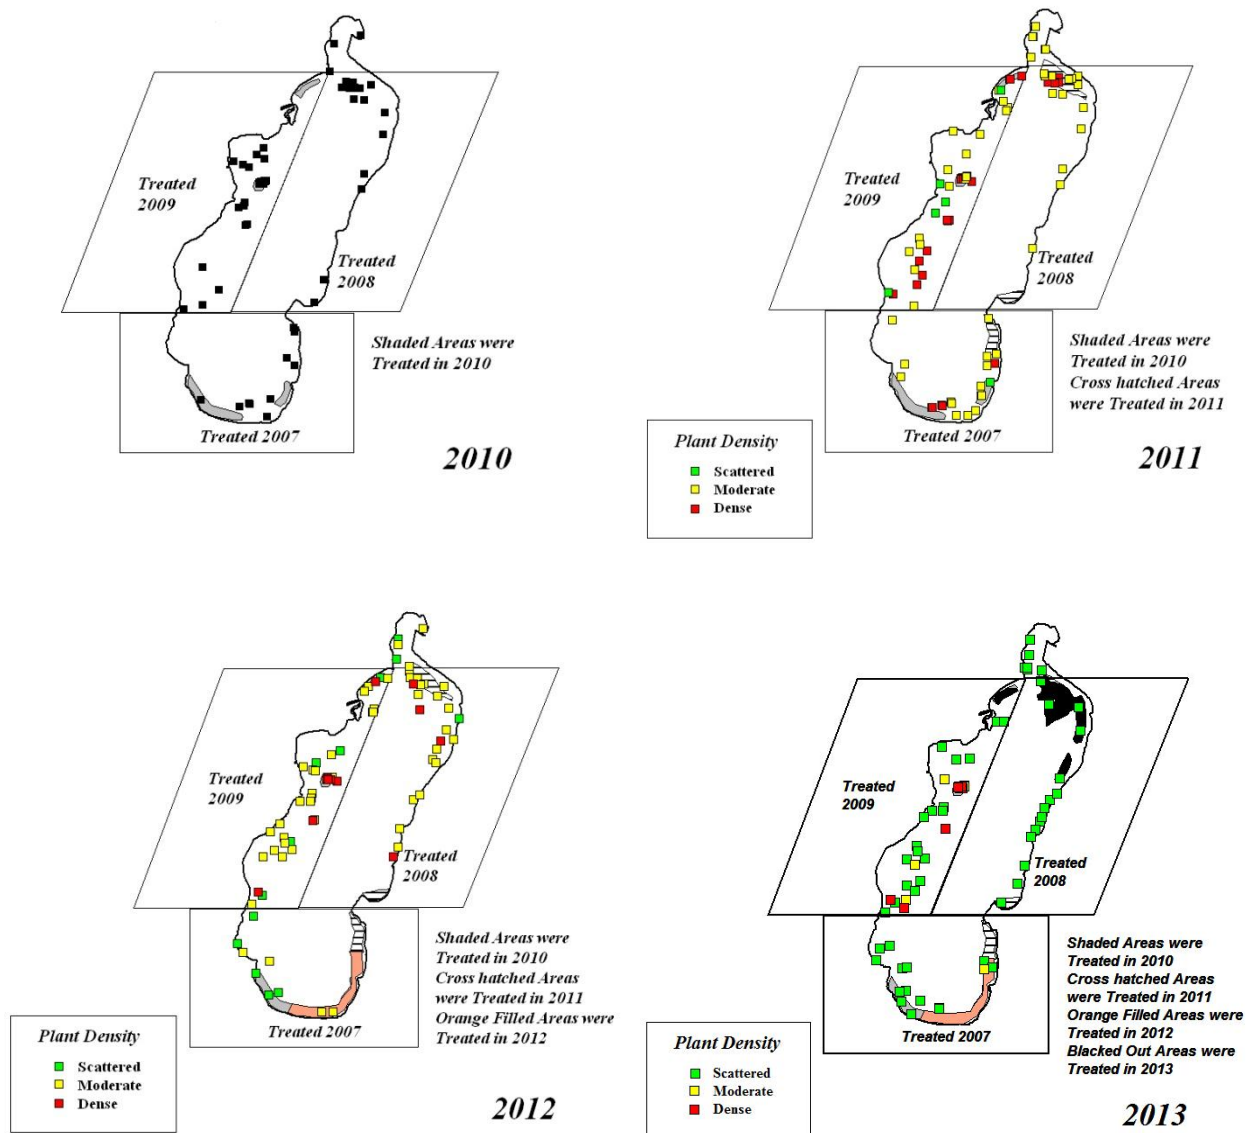 Treated
2009
Treated
2008
Shaded Areas were
Treated in 2010
Treated 2007
2010
Treated
2009
Treated
2008
Shaded Areas were
Treated in 2010
Cross hatched Areas
were Treated in 2011
Treated 2007
Plant Density
Scattered
Moderate
Dense
2011
Treated
2009
Treated
2008
Shaded Areas were
Treated in 2010
Cross hatched Areas
were Treated in 2011
Orange Filled Areas were
Treated in 2012
Treated 2007
Plant Density
Scattered
Moderate
Dense
2012
Treated
2009
Treated
2008
Shaded Areas were
Treated in 2010
Cross hatched Areas
were Treated in 2011
Orange Filled Areas were
Treated in 2012
Blacked Out Areas were
Treated in 2013
Treated 2007
Plant Density
Scattered
Moderate
Dense
2013